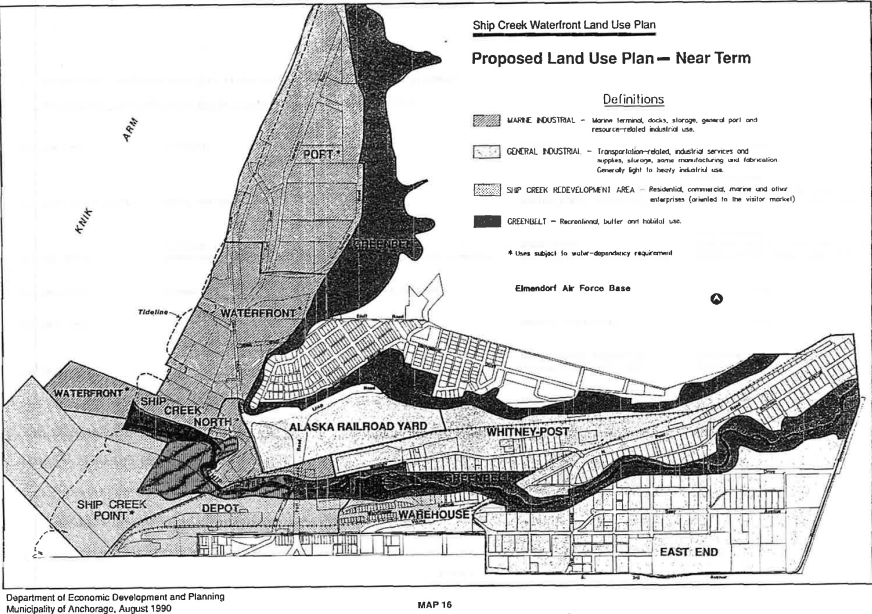 Ship Creek Waterfront Land Use Plan
Proposed Land Use Plan — Near Term
Definitions
MARINE INDUSTRIAL – Marine terminal, docks, storage, general port and
resource-related industrial use.
GENERAL INDUSTRIAL – Transportation-related, industrial services and
supplies, storage, some manufacturing and fabrication.
Generally light to heavy industrial use.
SHIP CREEK REDEVELOPMENT AREA – Residential, commercial, marine and other
enterprises (oriented to the visitor market)
GREENBELT – Recreational, buffer and habitat use.
* Uses subject to water-dependency requirement
Elmendorf Air Force Base
ARM
KNIK
PORT*
GREENBELT
WATERFRONT*
Tideline
WATERFRONT*
SHIP
CREEK
NORTH*
ALASKA RAILROAD YARD
WHITNEY-POST
Loop
Road
GREENBELT
SHIP CREEK
POINT*
DEPOT
WAREHOUSE
EAST END
Department of Economic Development and Planning
Municipality of Anchorage, August 1990
MAP 16